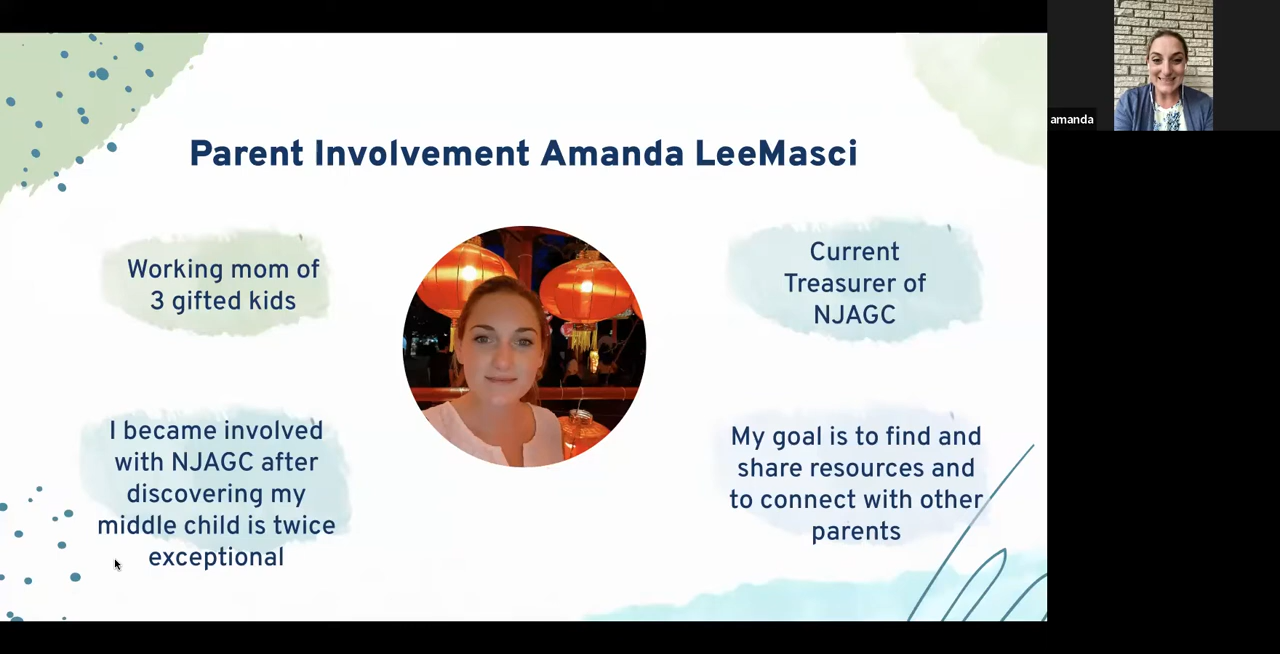 Parent Involvement Amanda LeeMasci
Working mom of
3 gifted kids
Current
Treasurer of
NJAGC
I became involved
with NJAGC after
discovering my
middle child is twice
exceptional
My goal is to find and
share resources and
to connect with other
parents
amanda